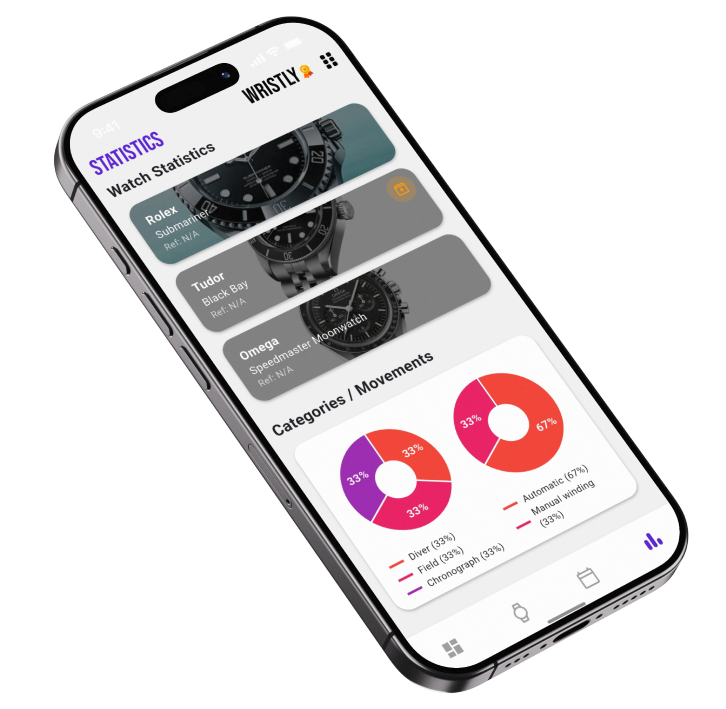 9:41
WRISTLY
STATISTICS
Watch Statistics
Rolex
Submariner
Ref: N/A
Tudor
Black Bay
Ref: N/A
Omega
Speedmaster Moonwatch
Ref: N/A
Categories / Movements
33%
33%
33%
Diver (33%)
Field (33%)
Chronograph (33%)
33%
67%
Automatic (67%)
Manual winding
(33%)